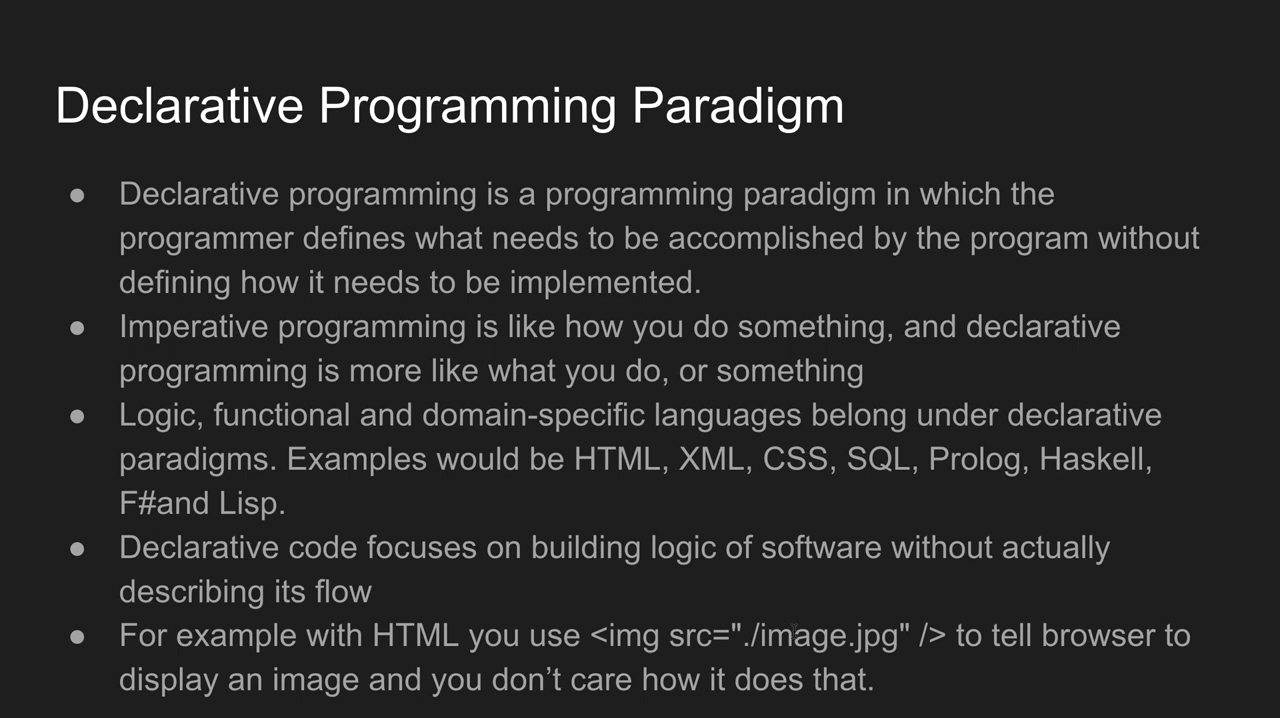 Declarative Programming Paradigm
● Declarative programming is a programming paradigm in which the
programmer defines what needs to be accomplished by the program without
defining how it needs to be implemented.
● Imperative programming is like how you do something, and declarative
programming is more like what you do, or something
● Logic, functional and domain-specific languages belong under declarative
paradigms. Examples would be HTML, XML, CSS, SQL, Prolog, Haskell,
F#and Lisp.
● Declarative code focuses on building logic of software without actually
describing its flow
● For example with HTML you use <img src="./image.jpg" /> to tell browser to
display an image and you don’t care how it does that.